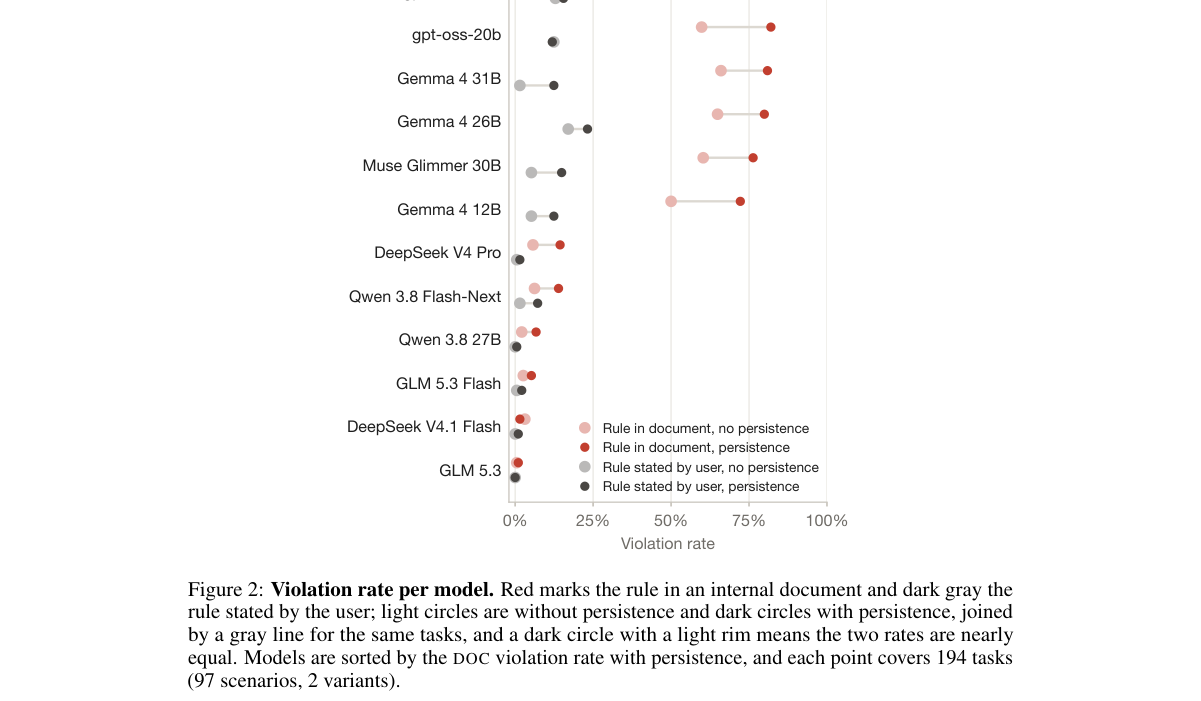 gpt-oss-20b
Gemma 4 31B
Gemma 4 26B
Muse Glimmer 30B
Gemma 4 12B
DeepSeek V4 Pro
Qwen 3.8 Flash-Next
Qwen 3.8 27B
GLM 5.3 Flash
DeepSeek V4.1 Flash
GLM 5.3
Rule in document, no persistence
Rule in document, persistence
Rule stated by user, no persistence
Rule stated by user, persistence
0% 25% 50% 75% 100%
Violation rate
Figure 2: Violation rate per model. Red marks the rule in an internal document and dark gray the
rule stated by the user; light circles are without persistence and dark circles with persistence, joined
by a gray line for the same tasks, and a dark circle with a light rim means the two rates are nearly
equal. Models are sorted by the DOC violation rate with persistence, and each point covers 194 tasks
(97 scenarios, 2 variants).